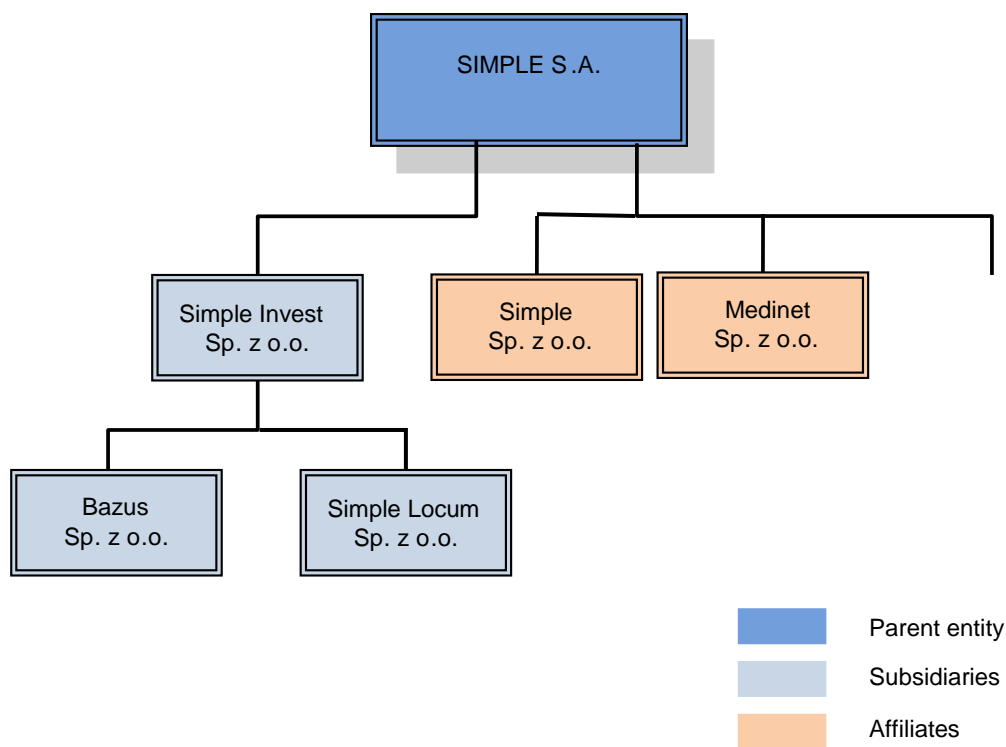 SIMPLE S.A.
Simple Invest
Sp. z o.o.
Simple
Sp. z o.o.
Medinet
Sp. z o.o.
Bazus
Sp. z o.o.
Simple Locum
Sp. z o.o.
Parent entity
Subsidiaries
Affiliates